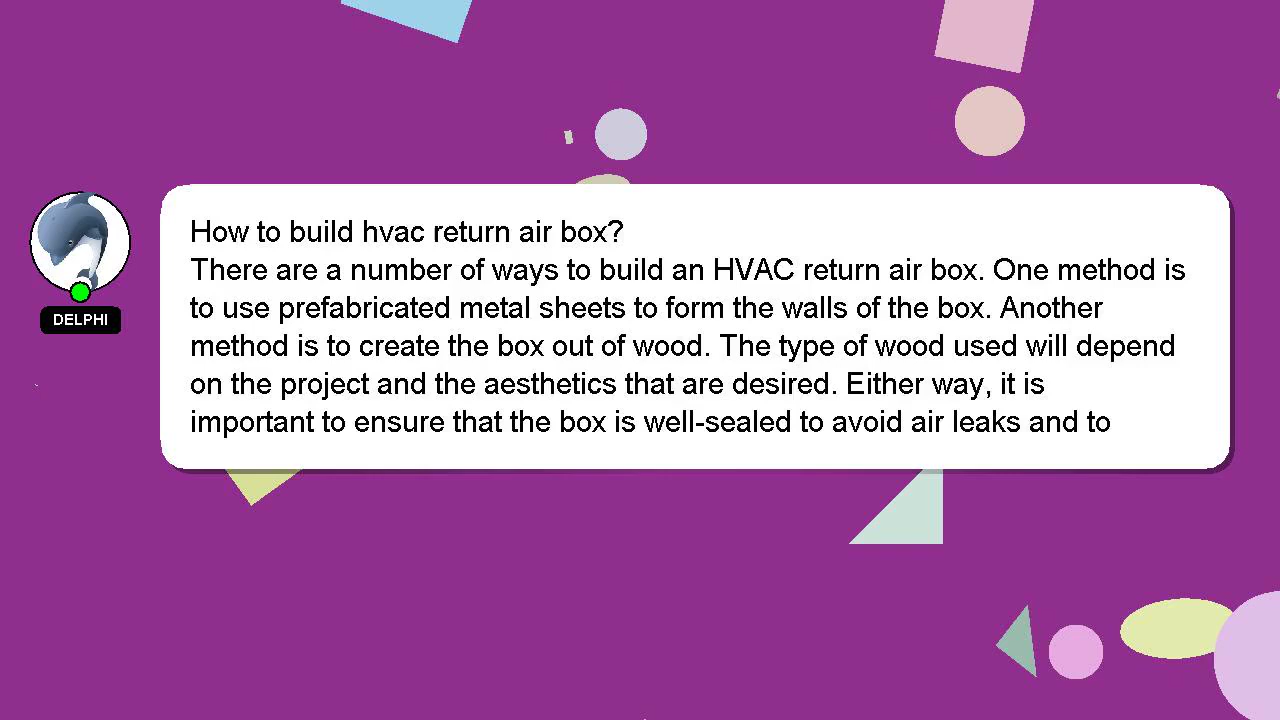 How to build hvac return air box?
There are a number of ways to build an HVAC return air box. One method is
to use prefabricated metal sheets to form the walls of the box. Another
method is to create the box out of wood. The type of wood used will depend
on the project and the aesthetics that are desired. Either way, it is
important to ensure that the box is well-sealed to avoid air leaks and to
DELPHI